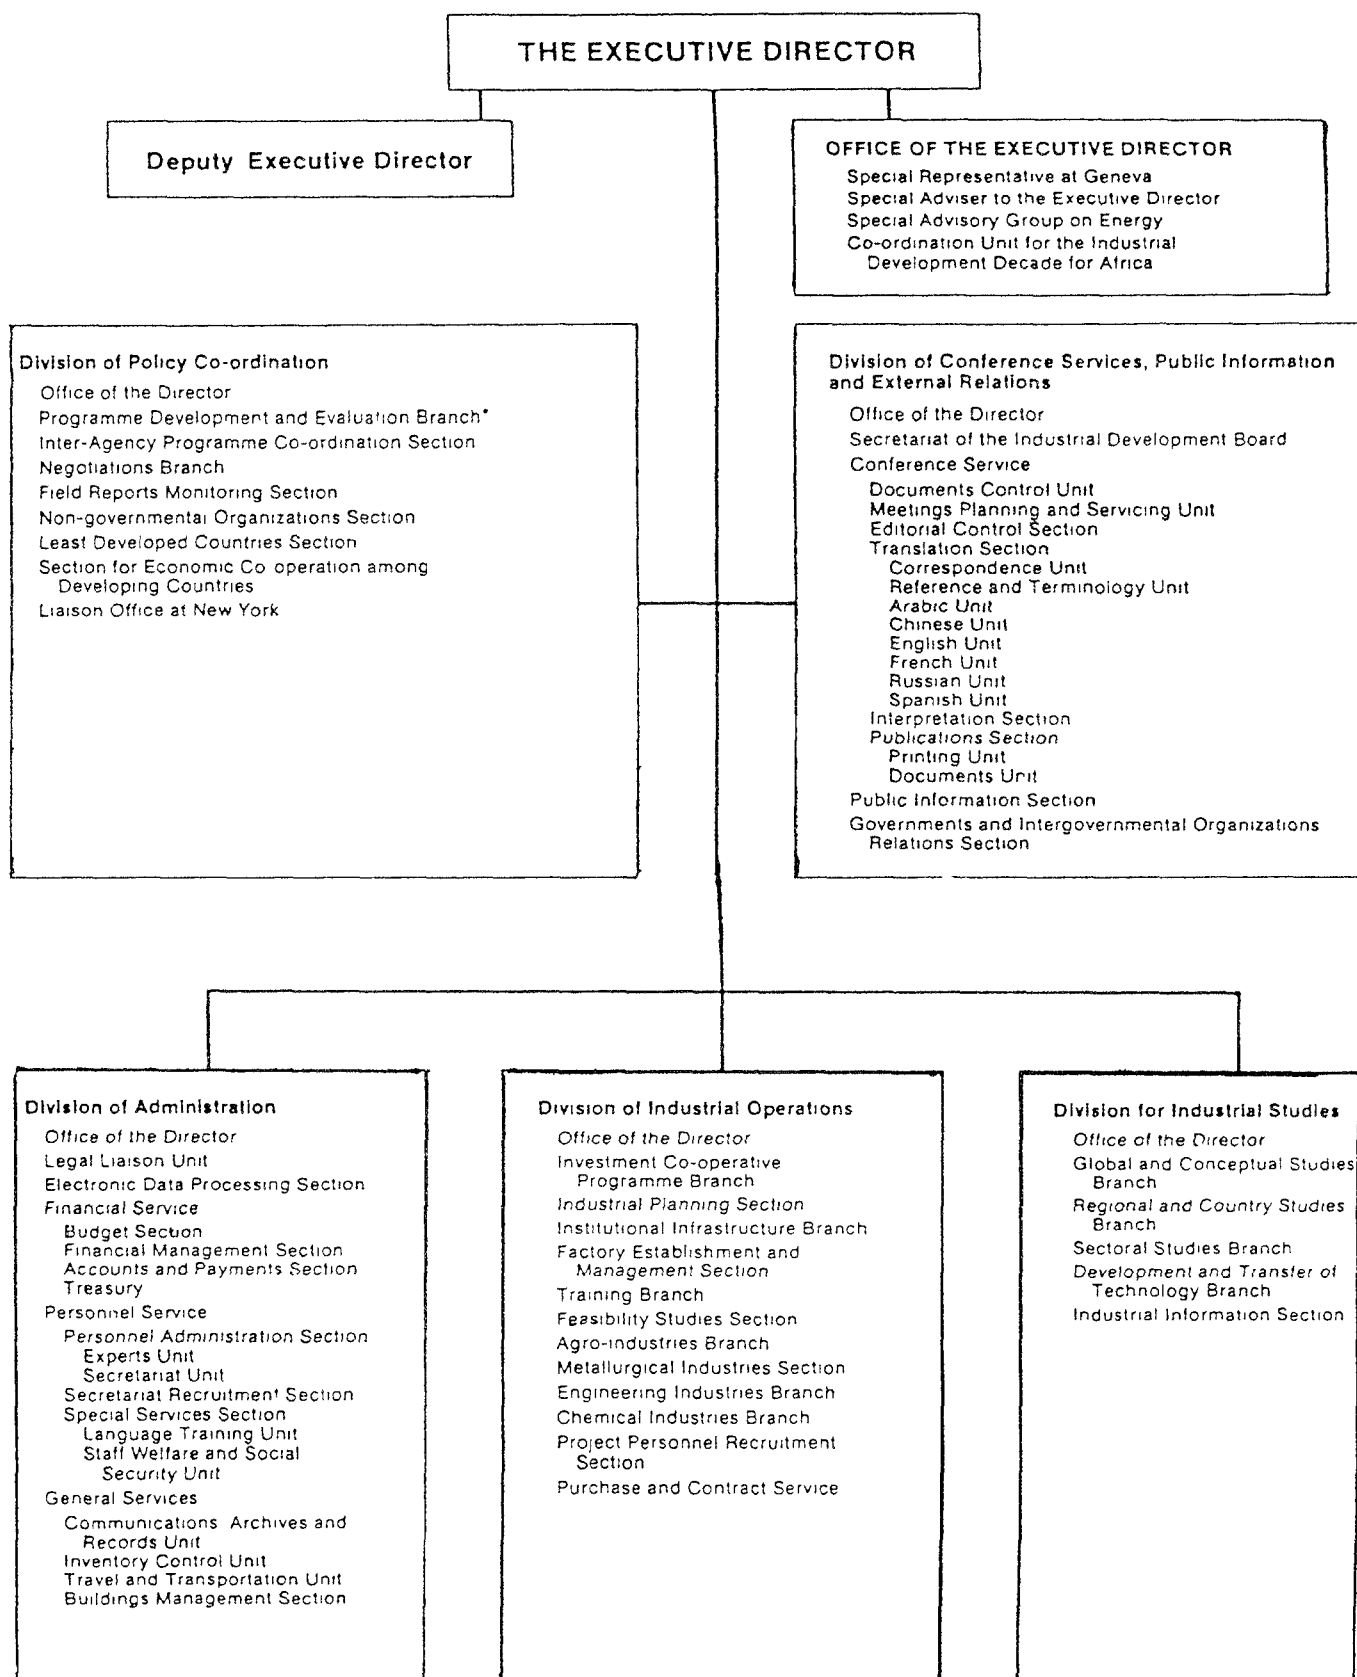 THE EXECUTIVE DIRECTOR
Deputy Executive Director
OFFICE OF THE EXECUTIVE DIRECTOR
Special Representative at Geneva
Special Adviser to the Executive Director
Special Advisory Group on Energy
Co-ordination Unit for the Industrial
Development Decade for Africa
Division of Policy Co-ordination
Office of the Director
Programme Development and Evaluation Branch*
Inter-Agency Programme Co-ordination Section
Negotiations Branch
Field Reports Monitoring Section
Non-governmental Organizations Section
Least Developed Countries Section
Section for Economic Co operation among
Developing Countries
Liaison Office at New York
Division of Conference Services, Public Information
and External Relations
Office of the Director
Secretariat of the Industrial Development Board
Conference Service
Documents Control Unit
Meetings Planning and Servicing Unit
Editorial Control Section
Translation Section
Correspondence Unit
Reference and Terminology Unit
Arabic Unit
Chinese Unit
English Unit
French Unit
Russian Unit
Spanish Unit
Interpretation Section
Publications Section
Printing Unit
Documents Unit
Public Information Section
Governments and Intergovernmental Organizations
Relations Section
Division of Administration
Office of the Director
Legal Liaison Unit
Electronic Data Processing Section
Financial Service
Budget Section
Financial Management Section
Accounts and Payments Section
Treasury
Personnel Service
Personnel Administration Section
Experts Unit
Secretariat Unit
Secretariat Recruitment Section
Special Services Section
Language Training Unit
Staff Welfare and Social
Security Unit
General Services
Communications Archives and
Records Unit
Inventory Control Unit
Travel and Transportation Unit
Buildings Management Section
Division of Industrial Operations
Office of the Director
Investment Co-operative
Programme Branch
Industrial Planning Section
Institutional Infrastructure Branch
Factory Establishment and
Management Section
Training Branch
Feasibility Studies Section
Agro-industries Branch
Metallurgical Industries Section
Engineering Industries Branch
Chemical Industries Branch
Project Personnel Recruitment
Section
Purchase and Contract Service
Division for Industrial Studies
Office of the Director
Global and Conceptual Studies
Branch
Regional and Country Studies
Branch
Sectoral Studies Branch
Development and Transfer of
Technology Branch
Industrial Information Section